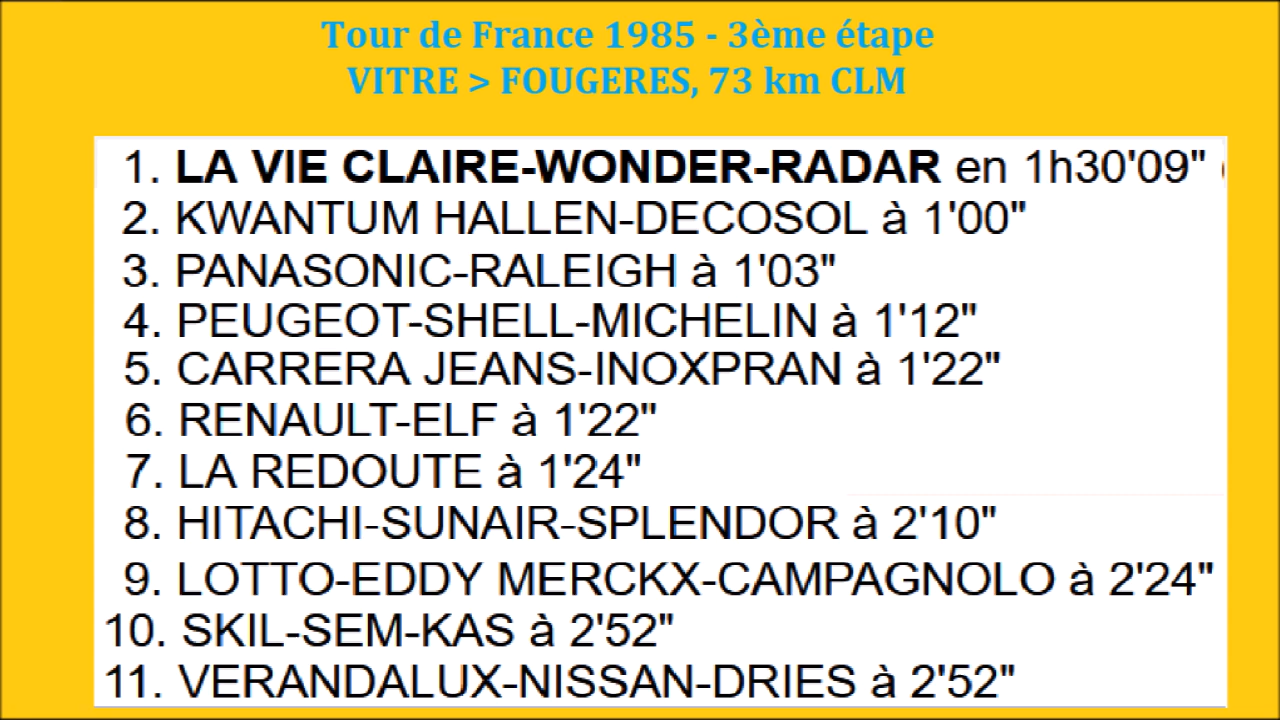 Tour de France 1985 - 3ème étape
VITRE > FOUGERES, 73 km CLM
1. LA VIE CLAIRE-WONDER-RADAR en 1h30'09"
2. KWANTUM HALLEN-DECOSOL à 1'00"
3. PANASONIC-RALEIGH à 1'03"
4. PEUGEOT-SHELL-MICHELIN à 1'12"
5. CARRERA JEANS-INOXPRAN à 1'22"
6. RENAULT-ELF à 1'22"
7. LA REDOUTE à 1'24"
8. HITACHI-SUNAIR-SPLENDOR à 2'10"
9. LOTTO-EDDY MERCKX-CAMPAGNOLO à 2'24"
10. SKIL-SEM-KAS à 2'52"
11. VERANDALUX-NISSAN-DRIES à 2'52"